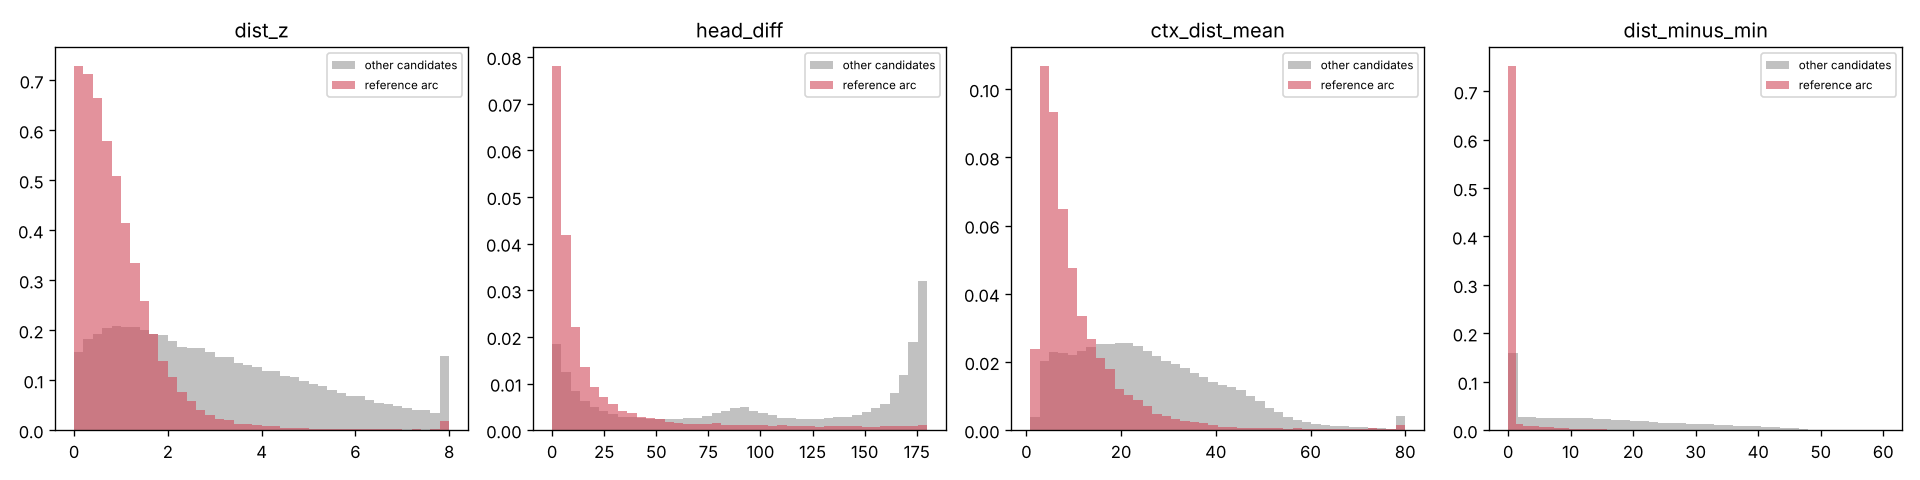 dist_z
other candidates
reference arc
0.7
0.6
0.5
0.4
0.3
0.2
0.1
0.0
0 2 4 6 8
head_diff
other candidates
reference arc
0.08
0.07
0.06
0.05
0.04
0.03
0.02
0.01
0.00
0 25 50 75 100 125 150 175
ctx_dist_mean
other candidates
reference arc
0.10
0.08
0.06
0.04
0.02
0.00
0 20 40 60 80
dist_minus_min
other candidates
reference arc
0.7
0.6
0.5
0.4
0.3
0.2
0.1
0.0
0 10 20 30 40 50 60